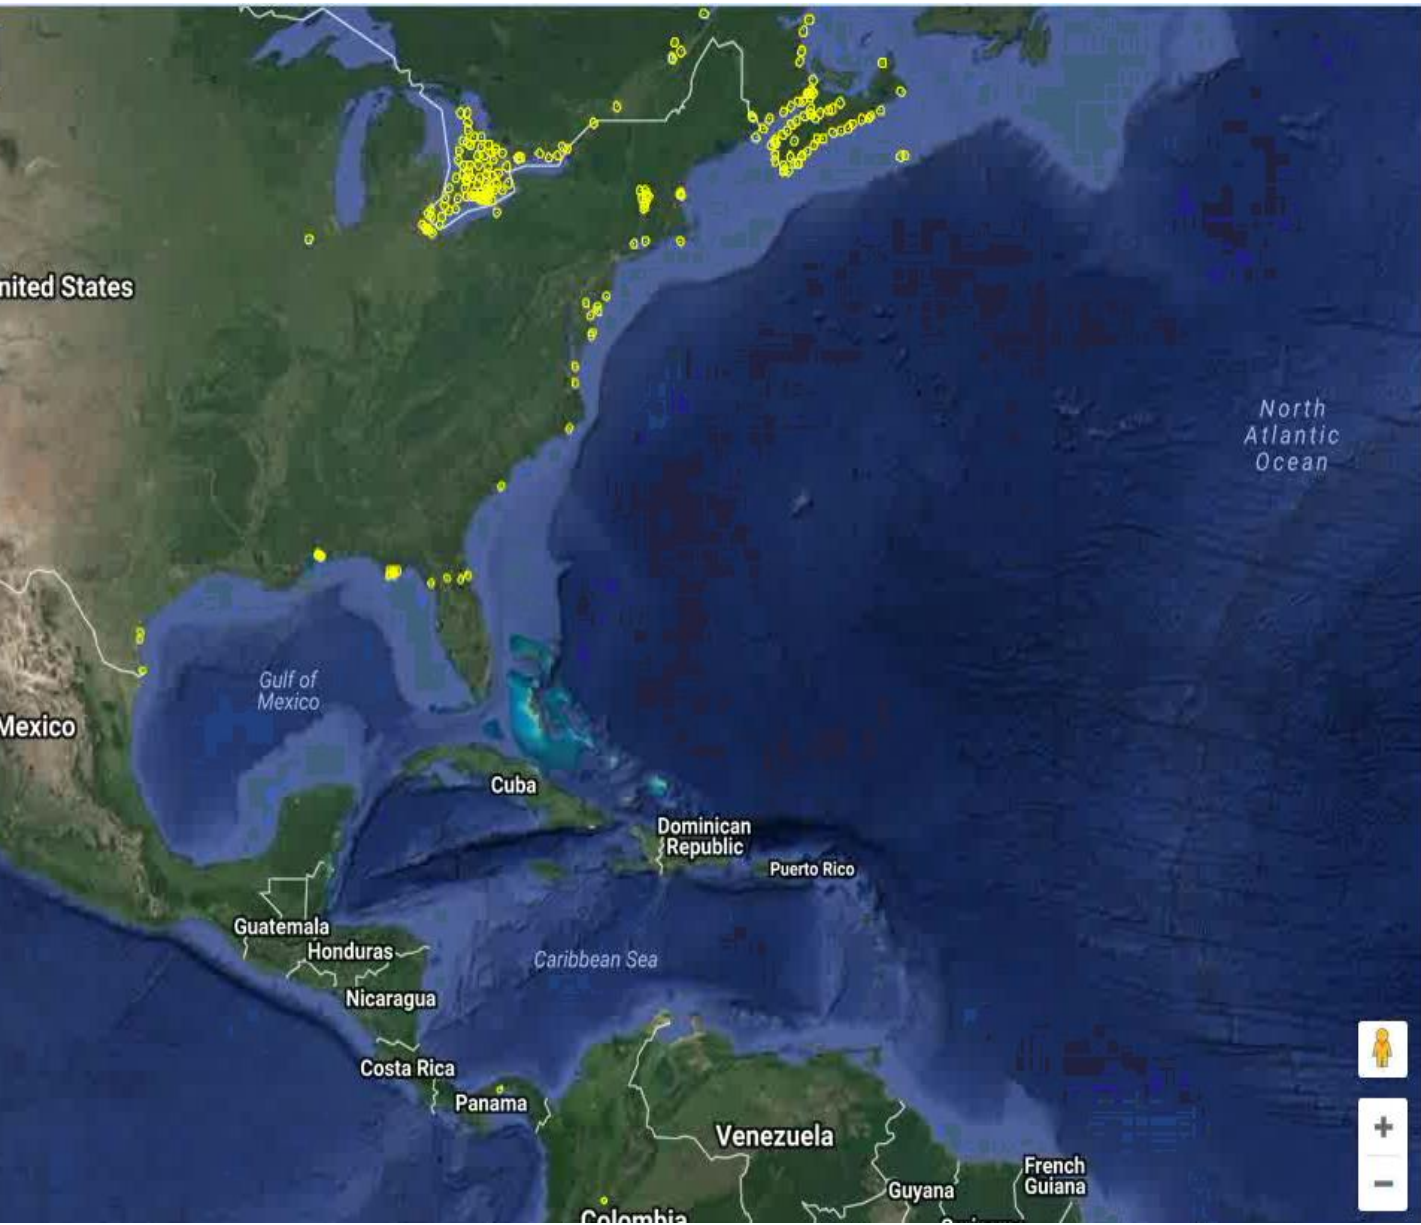 nited States
North
Atlantic
Ocean
Gulf of
Mexico
Mexico
Cuba
Dominican
Republic
Puerto Rico
Guatemala
Honduras
Caribbean Sea
Nicaragua
Costa Rica
Panama
Venezuela
French
Guiana
Guyana
Colombia